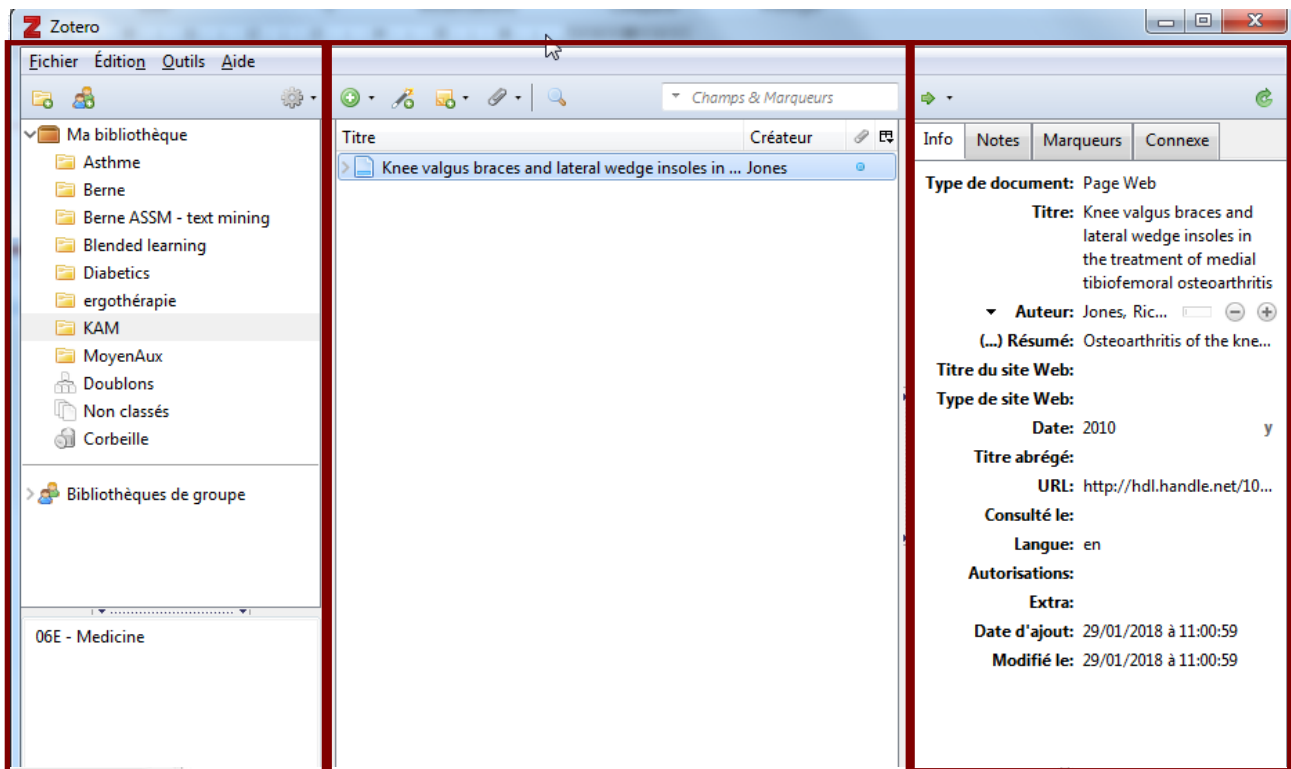 Zotero
Fichier Édition Outils Aide
Champs & Marqueurs
Ma bibliothèque
Asthme
Berne
Berne ASSM - text mining
Blended learning
Diabetics
ergothérapie
KAM
MoyenAux
Doublons
Non classés
Corbeille
Bibliothèques de groupe
06E - Medicine
Titre Créateur
Knee valgus braces and lateral wedge insoles in ... Jones
Info Notes Marqueurs Connexe
Type de document: Page Web
Titre: Knee valgus braces and
lateral wedge insoles in
the treatment of medial
tibiofemoral osteoarthritis
Auteur: Jones, Ric...
(...) Résumé: Osteoarthritis of the kne...
Titre du site Web:
Type de site Web:
Date: 2010 y
Titre abrégé:
URL: http://hdl.handle.net/10...
Consulté le:
Langue: en
Autorisations:
Extra:
Date d'ajout: 29/01/2018 à 11:00:59
Modifié le: 29/01/2018 à 11:00:59